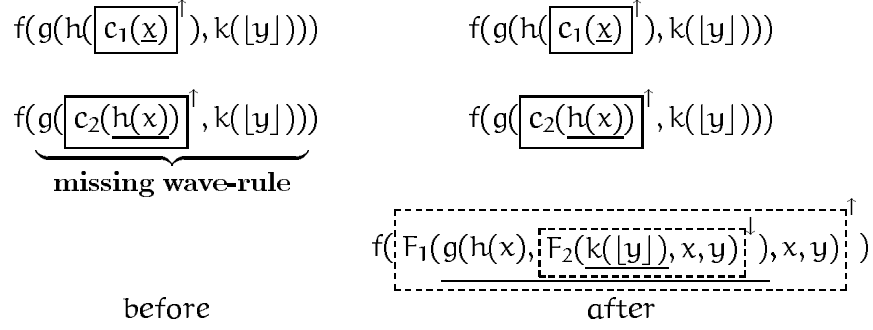 f(g(h(c₁(x)↑), k(⌊y⌋))) f(g(h(c₁(x)↑), k(⌊y⌋)))
f(g(c₂(h(x))↑, k(⌊y⌋))) f(g(c₂(h(x))↑, k(⌊y⌋)))
missing wave-rule
f(F₁(g(h(x), F₂(k(⌊y⌋), x, y)↓), x, y)↑)
before after